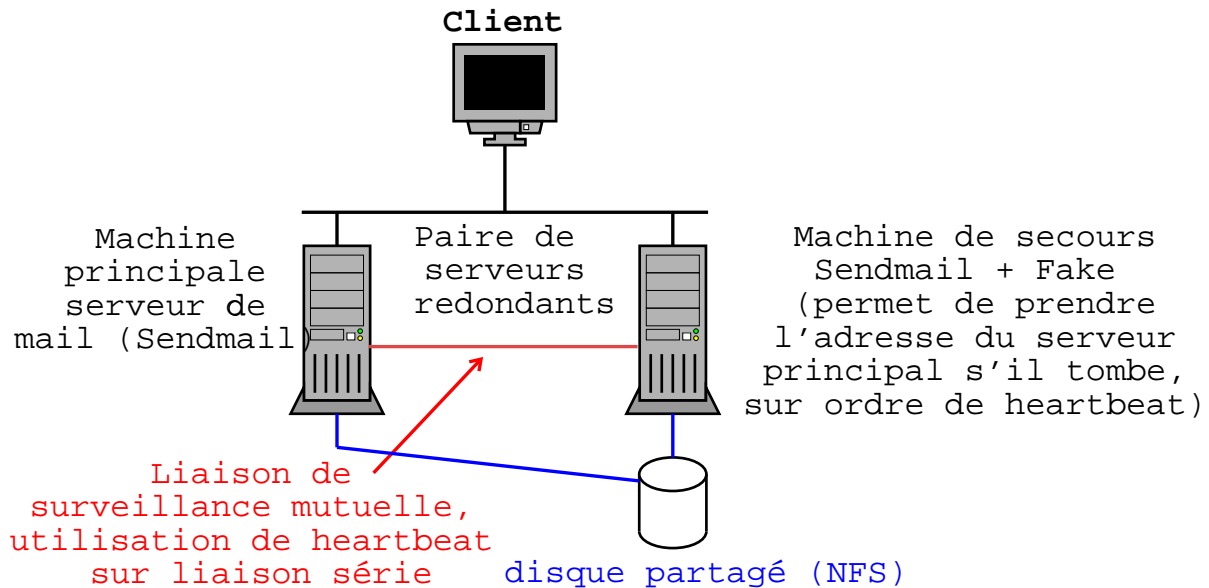 Client
Machine
principale
serveur de
mail (Sendmail)
Paire de
serveurs
redondants
Machine de secours
Sendmail + Fake
(permet de prendre
l'adresse du serveur
principal s'il tombe,
sur ordre de heartbeat)
Liaison de
surveillance mutuelle,
utilisation de heartbeat
sur liaison série
disque partagé (NFS)